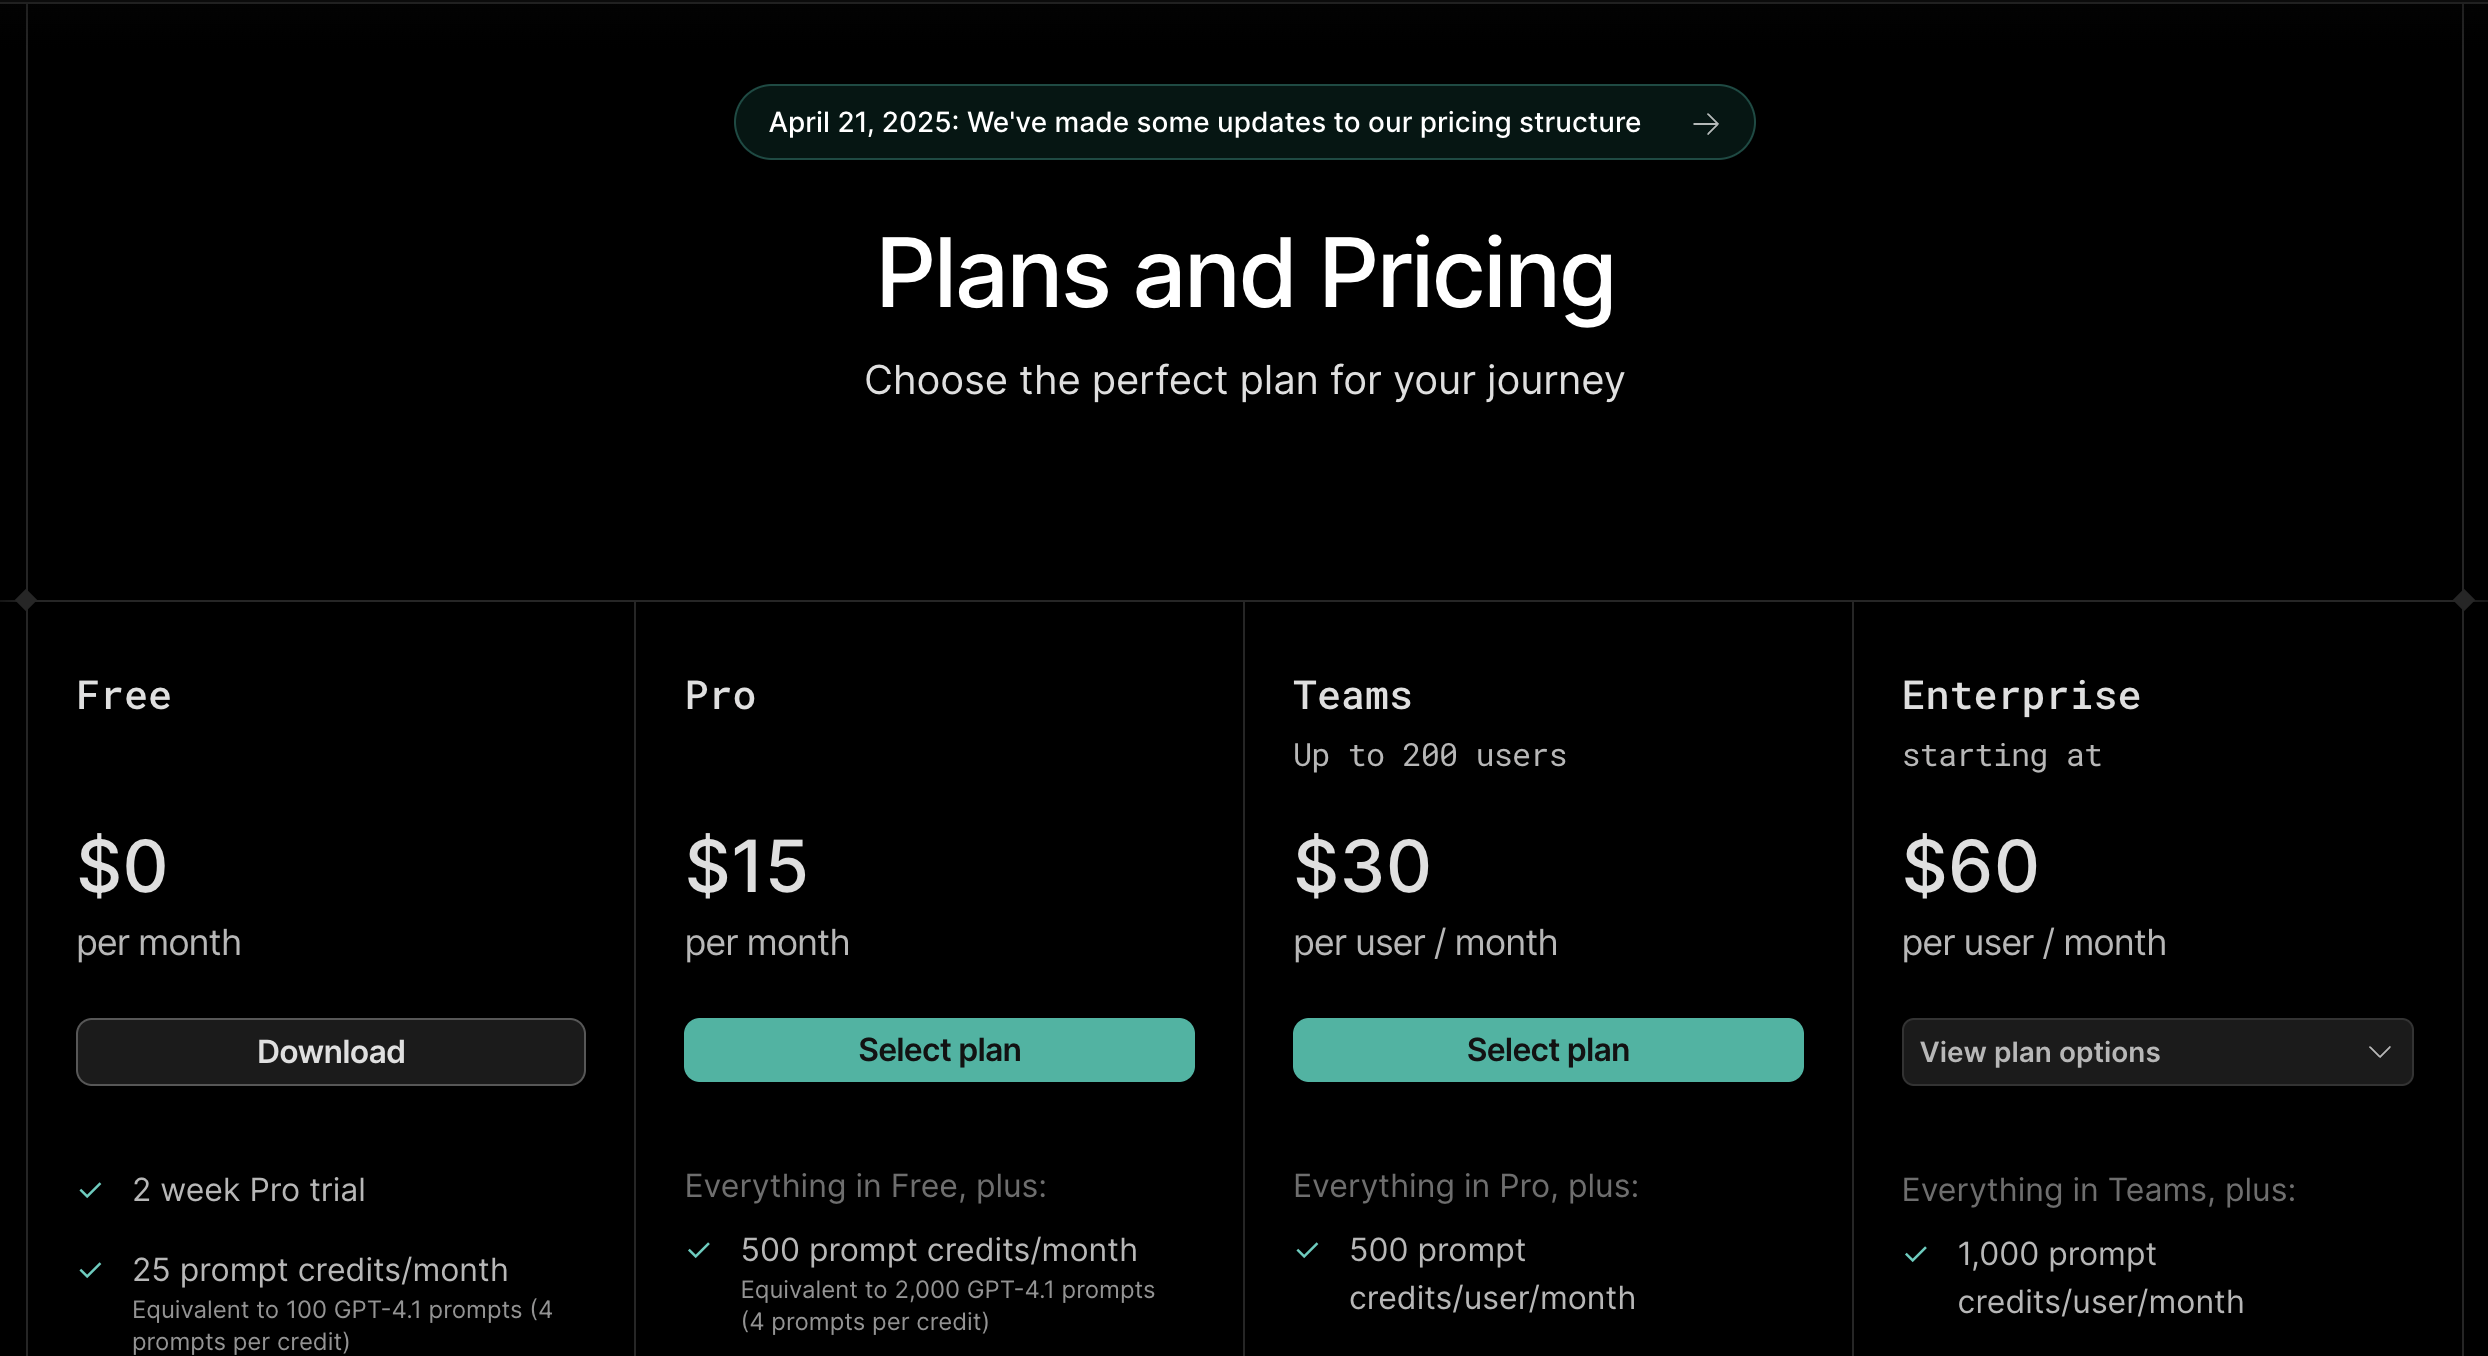 April 21, 2025: We've made some updates to our pricing structure
Plans and Pricing
Choose the perfect plan for your journey
Free
$0
per month
Download
2 week Pro trial
25 prompt credits/month
Equivalent to 100 GPT-4.1 prompts (4
prompts per credit)
Pro
$15
per month
Select plan
Everything in Free, plus:
500 prompt credits/month
Equivalent to 2,000 GPT-4.1 prompts
(4 prompts per credit)
Teams
Up to 200 users
$30
per user / month
Select plan
Everything in Pro, plus:
500 prompt
credits/user/month
Enterprise
starting at
$60
per user / month
View plan options
Everything in Teams, plus:
1,000 prompt
credits/user/month